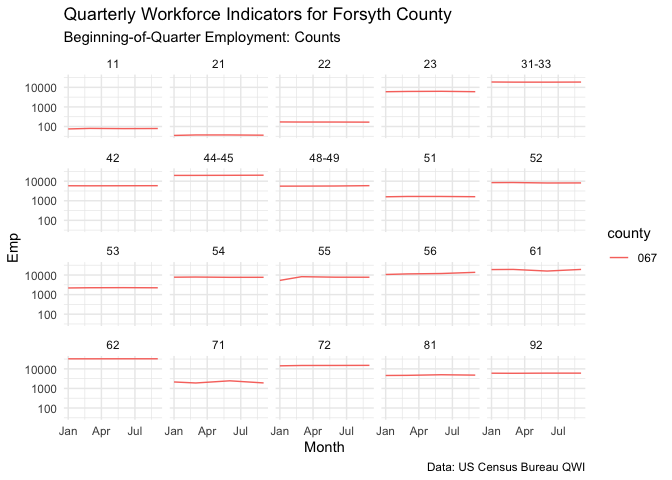 Quarterly Workforce Indicators for Forsyth County
Beginning-of-Quarter Employment: Counts
11 21 22 23 31-33
10000
1000
100
42 44-45 48-49 51 52
10000
1000
100
Emp
county
067
53 54 55 56 61
10000
1000
100
62 71 72 81 92
10000
1000
100
Jan Apr Jul Jan Apr Jul Jan Apr Jul Jan Apr Jul Jan Apr Jul
Month
Data: US Census Bureau QWI